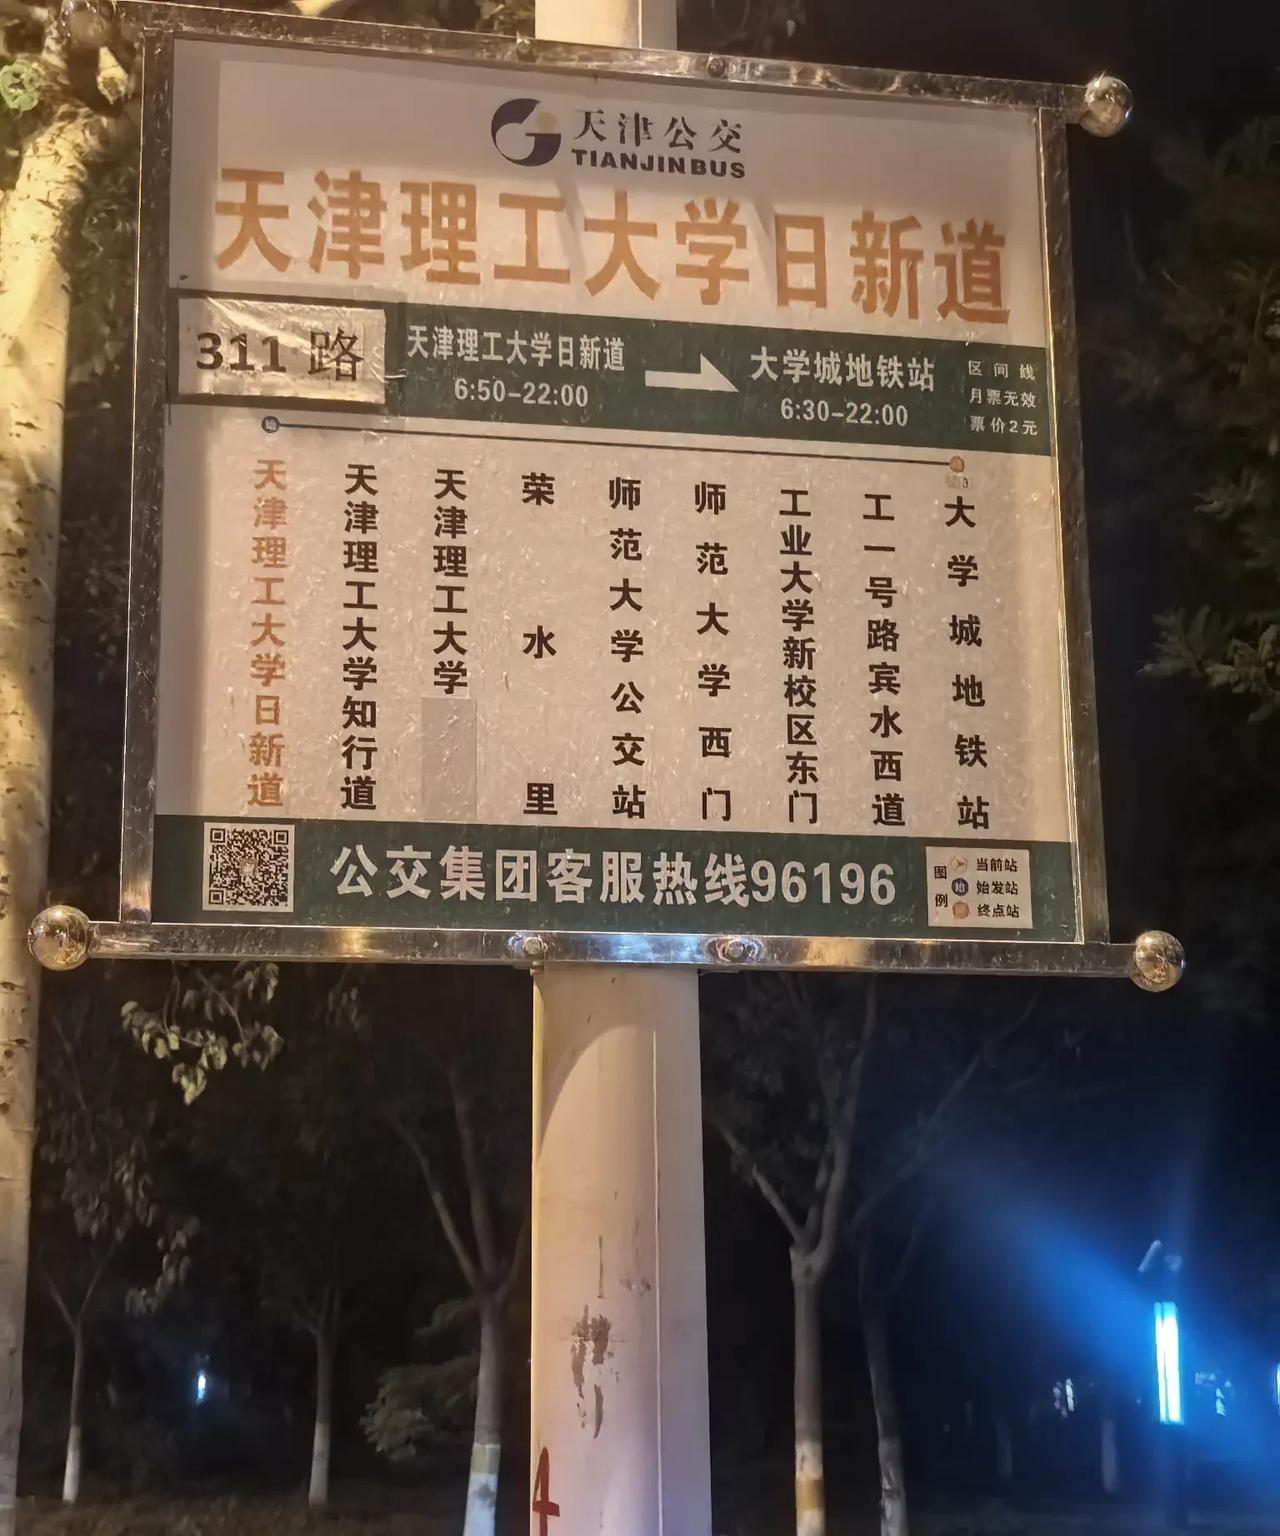 天津公交
TIANJINBUS
天津理工大学日新道
311 路
天津理工大学日新道
6:50-22:00
大学城地铁站
6:30-22:00
区间线
月票无效
票价2元
始
天津理工大学日新道
天津理工大学知行道
天津理工大学
荣水里
师范大学公交站
师范大学西门
工业大学新校区东门
工一号路宾水西道
大学城地铁站
公交集团客服热线96196
图例
当前站
始 始发站
终点站